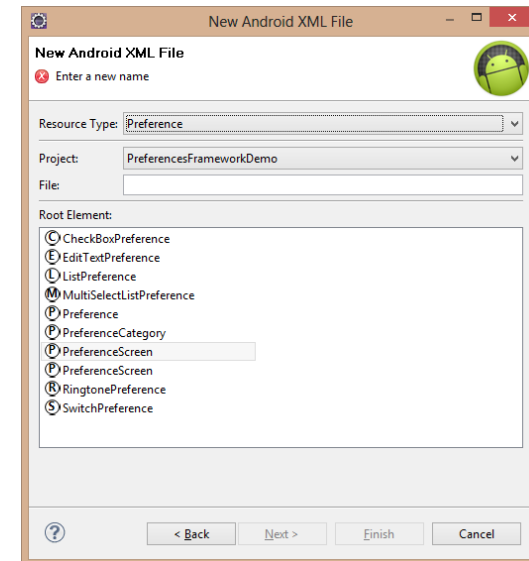 New Android XML File
New Android XML File
Enter a new name
Resource Type: Preference
Project: PreferencesFrameworkDemo
File:
Root Element:
C CheckBoxPreference
E EditTextPreference
L ListPreference
M MultiSelectListPreference
P Preference
P PreferenceCategory
P PreferenceScreen
P PreferenceScreen
R RingtonePreference
S SwitchPreference
? < Back Next > Finish Cancel